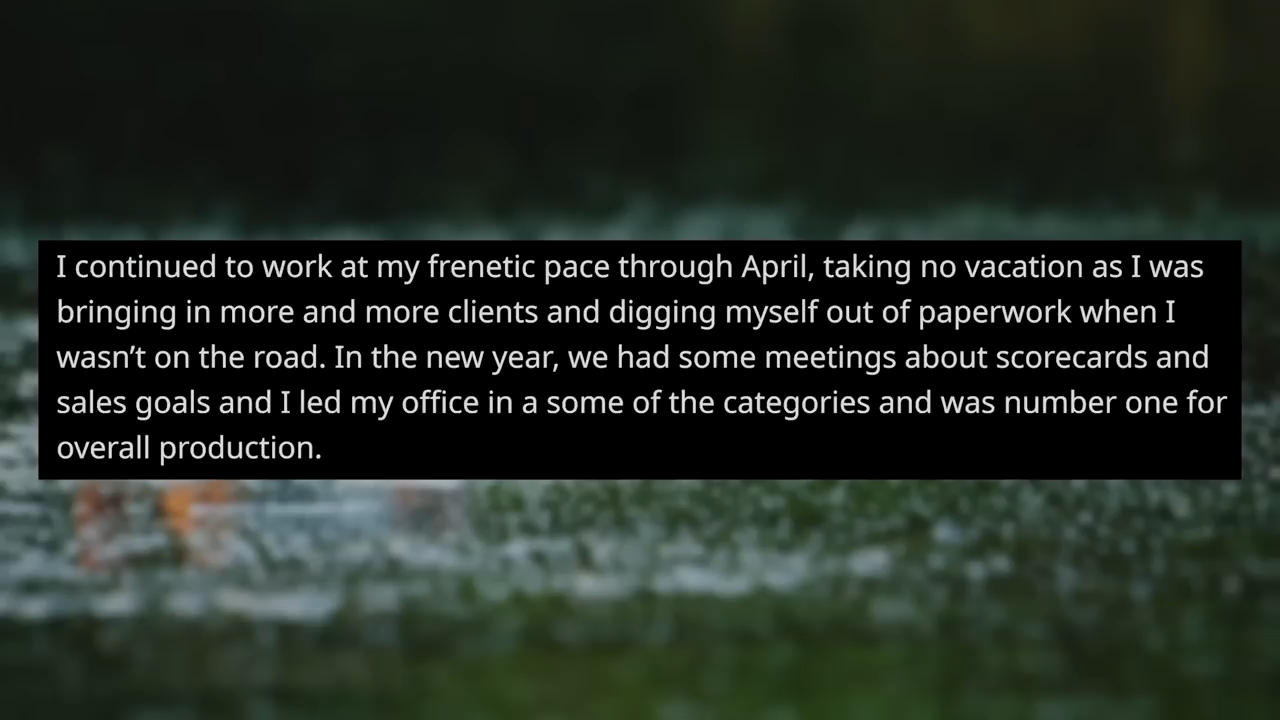 I continued to work at my frenetic pace through April, taking no vacation as I was
bringing in more and more clients and digging myself out of paperwork when I
wasn’t on the road. In the new year, we had some meetings about scorecards and
sales goals and I led my office in a some of the categories and was number one for
overall production.